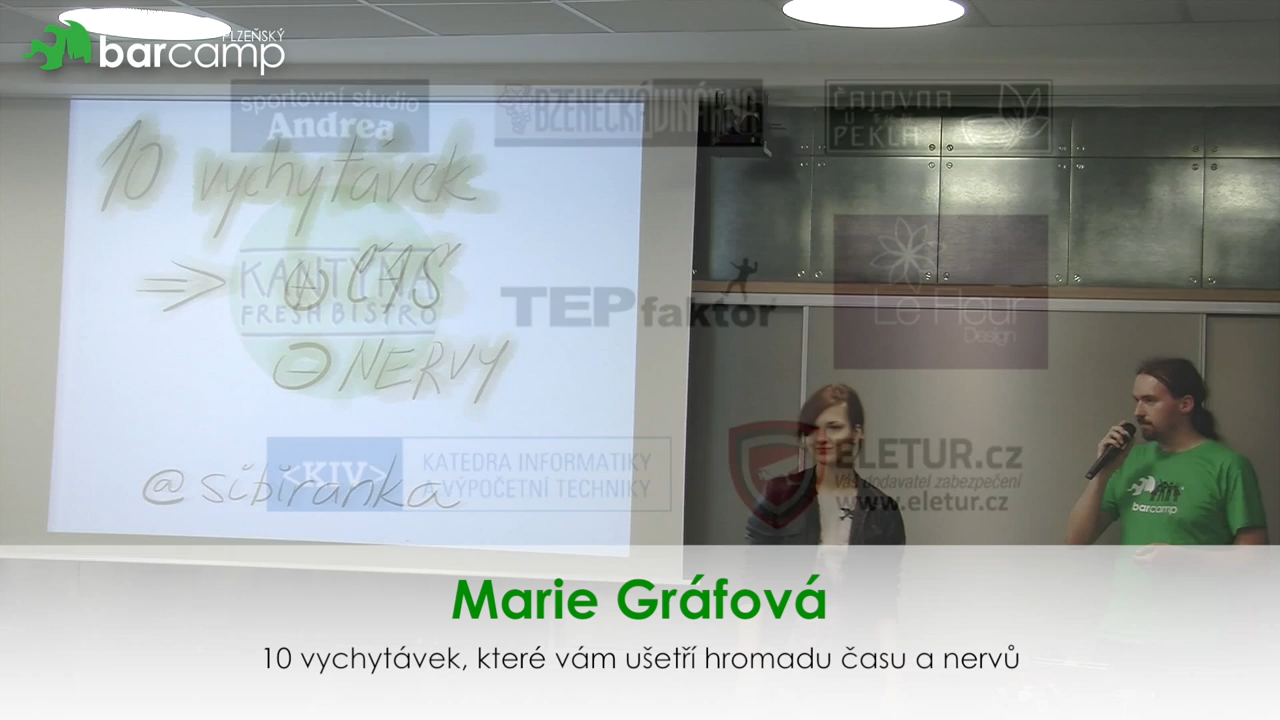 PLZEŇSKÝ
barcamp
sportovní studio
Andrea
BZENECKÁ VINÁRNA
ČAJOVNA
U
PEKLA
10 vychytávek
KANTÝNA
FRESH BISTRO
⇒ ⊕ ČAS
TEPfaktor
Le Fleur
Design
⊖ NERVY
<KIV>
KATEDRA INFORMATIKY
A VÝPOČETNÍ TECHNIKY
ELETUR.cz
Váš dodavatel zabezpečení
www.eletur.cz
@sibiranka
barcamp
Marie Gráfová
10 vychytávek, které vám ušetří hromadu času a nervů